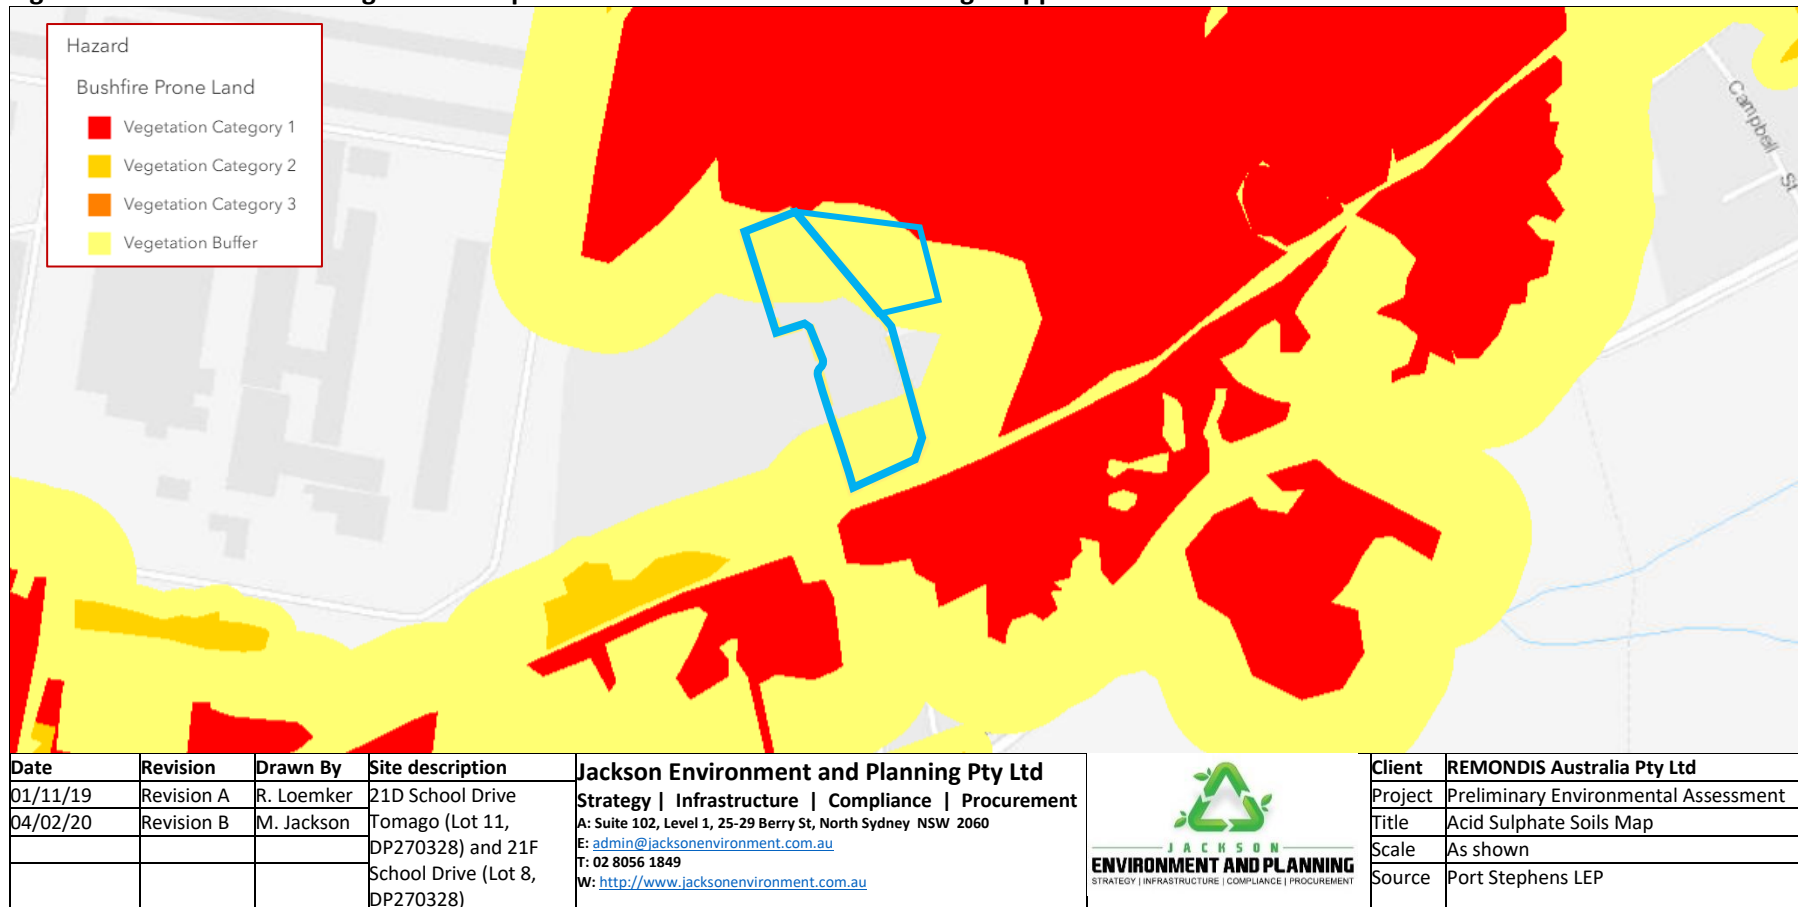 Hazard
Bushfire Prone Land
Vegetation Category 1
Vegetation Category 2
Vegetation Category 3
Vegetation Buffer
Campbell St
Date Revision Drawn By Site description
01/11/19 Revision A R. Loemker 21D School Drive
04/02/20 Revision B M. Jackson Tomago (Lot 11,
DP270328) and 21F
School Drive (Lot 8,
DP270328)
Jackson Environment and Planning Pty Ltd
Strategy | Infrastructure | Compliance | Procurement
A: Suite 102, Level 1, 25-29 Berry St, North Sydney NSW 2060
E: admin@jacksonenvironment.com.au
T: 02 8056 1849
W: http://www.jacksonenvironment.com.au
JACKSON
ENVIRONMENT AND PLANNING
STRATEGY | INFRASTRUCTURE | COMPLIANCE | PROCUREMENT
Client REMONDIS Australia Pty Ltd
Project Preliminary Environmental Assessment
Title Acid Sulphate Soils Map
Scale As shown
Source Port Stephens LEP